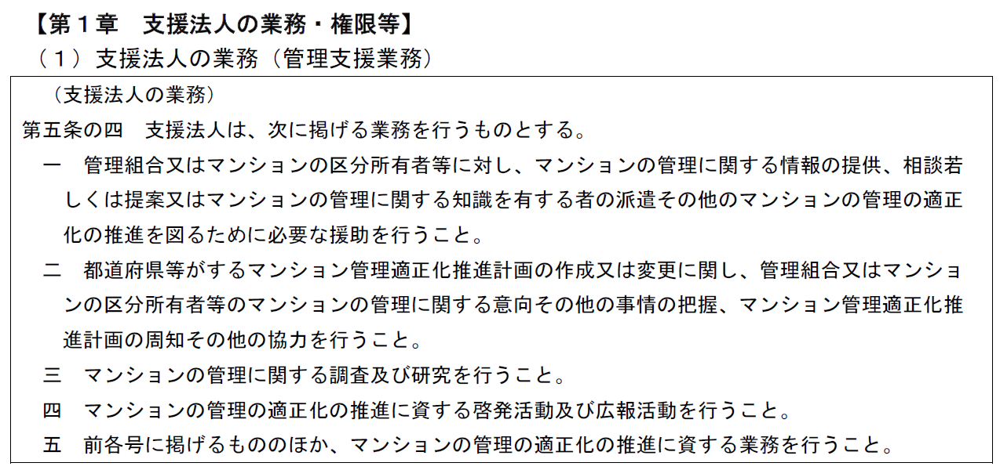 【第１章　支援法人の業務・権限等】
（１）支援法人の業務（管理支援業務）
（支援法人の業務）
第五条の四　支援法人は、次に掲げる業務を行うものとする。
一　管理組合又はマンションの区分所有者等に対し、マンションの管理に関する情報の提供、相談若
しくは提案又はマンションの管理に関する知識を有する者の派遣その他のマンションの管理の適正
化の推進を図るために必要な援助を行うこと。
二　都道府県等がするマンション管理適正化推進計画の作成又は変更に関し、管理組合又はマンショ
ンの区分所有者等のマンションの管理に関する意向その他の事情の把握、マンション管理適正化推
進計画の周知その他の協力を行うこと。
三　マンションの管理に関する調査及び研究を行うこと。
四　マンションの管理の適正化の推進に資する啓発活動及び広報活動を行うこと。
五　前各号に掲げるもののほか、マンションの管理の適正化の推進に資する業務を行うこと。